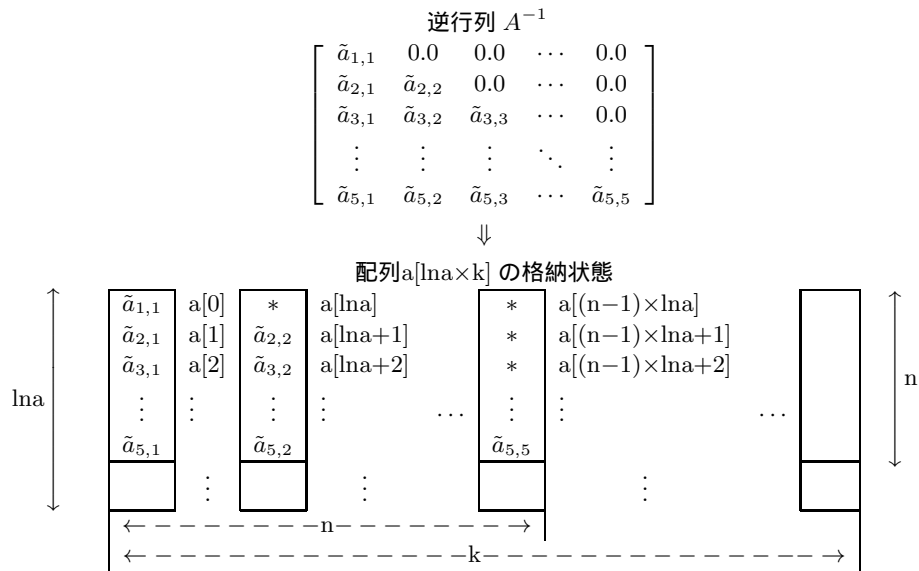 逆行列 A⁻¹
ã₁,₁ 0.0 0.0 ⋯ 0.0
ã₂,₁ ã₂,₂ 0.0 ⋯ 0.0
ã₃,₁ ã₃,₂ ã₃,₃ ⋯ 0.0
⋮ ⋮ ⋮ ⋱ ⋮
ã₅,₁ ã₅,₂ ã₅,₃ ⋯ ã₅,₅
⇓
配列a[lna×k] の格納状態
ã₁,₁ a[0] * a[lna] * a[(n−1)×lna]
ã₂,₁ a[1] ã₂,₂ a[lna+1] * a[(n−1)×lna+1]
ã₃,₁ a[2] ã₃,₂ a[lna+2] * a[(n−1)×lna+2]
lna n
⋮ ⋮ ⋮ ⋮ ⋯ ⋮ ⋮ ⋯
ã₅,₁ ã₅,₂ ã₅,₅
⋮ ⋮ ⋮
n
k